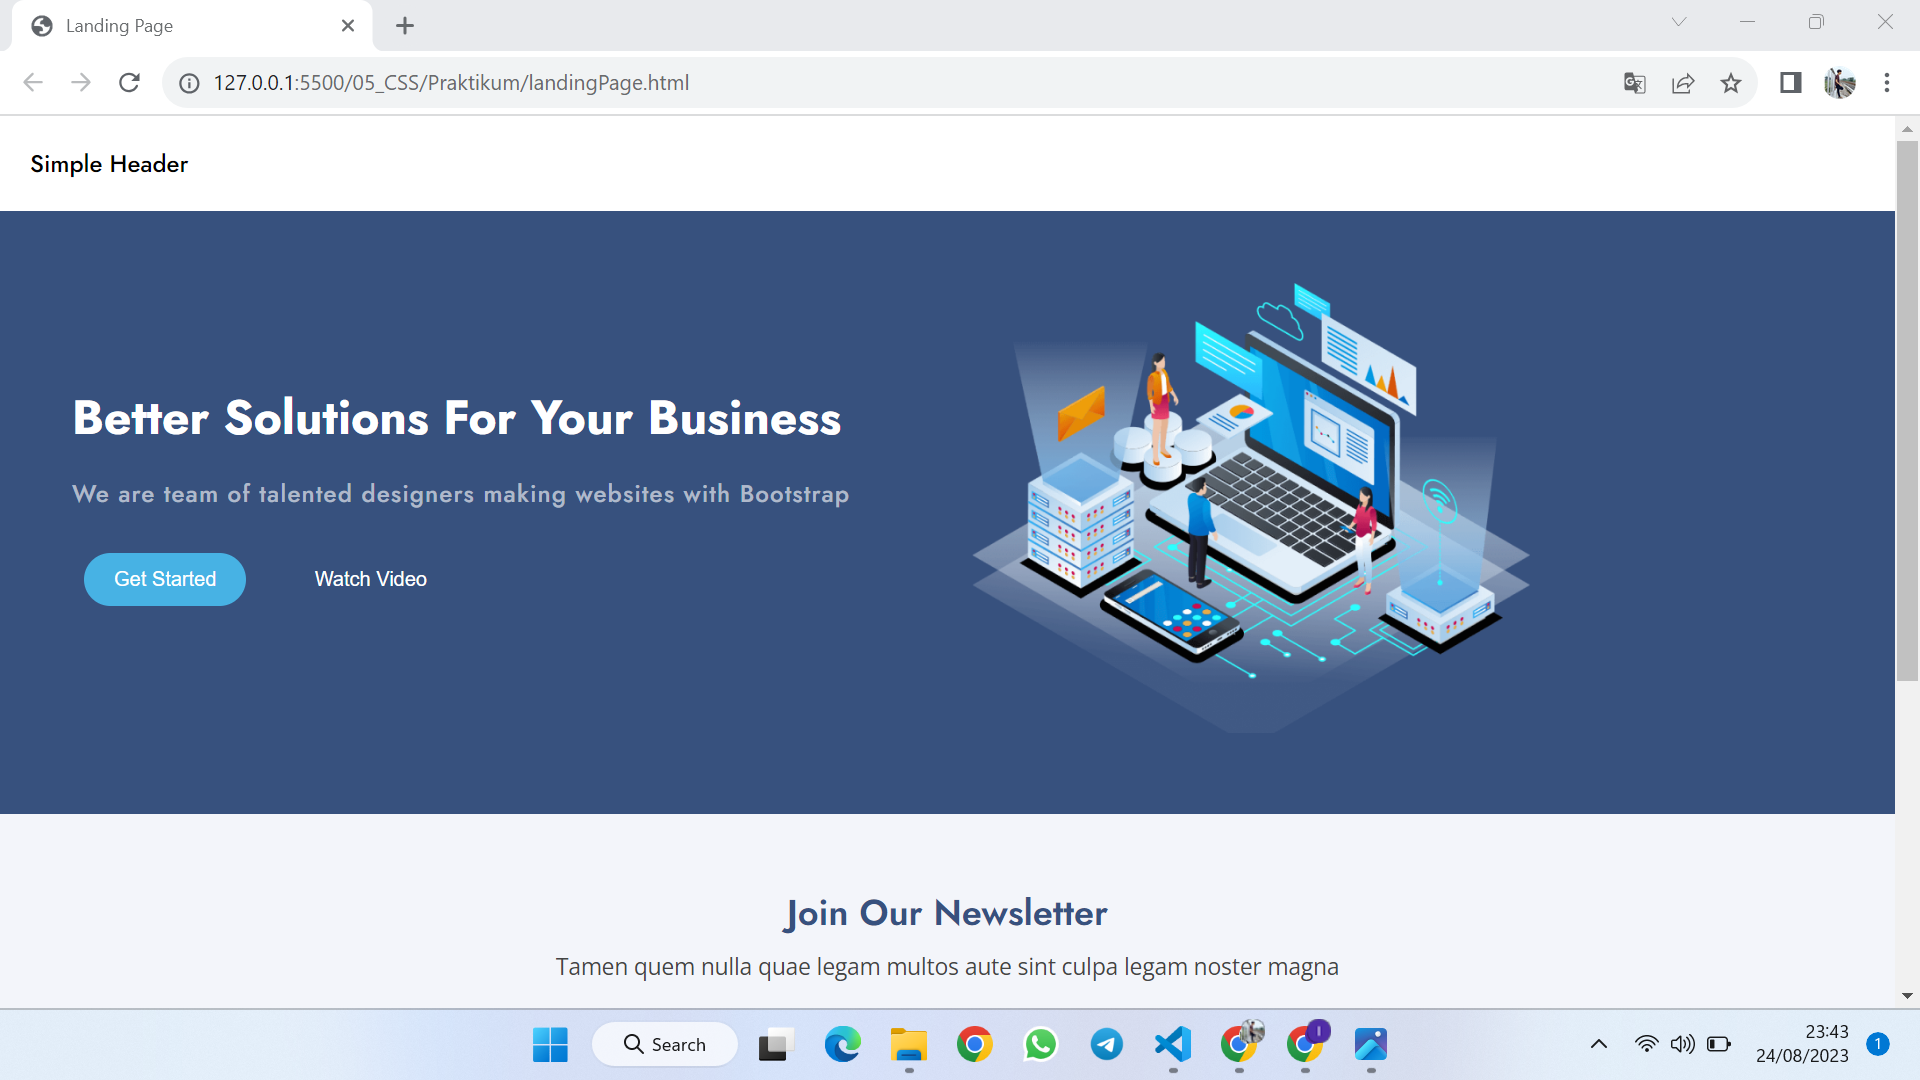 Landing Page
127.0.0.1:5500/05_CSS/Praktikum/landingPage.html
Simple Header
Better Solutions For Your Business
We are team of talented designers making websites with Bootstrap
Get Started
Watch Video
Join Our Newsletter
Tamen quem nulla quae legam multos aute sint culpa legam noster magna
Search
23:43
24/08/2023
1